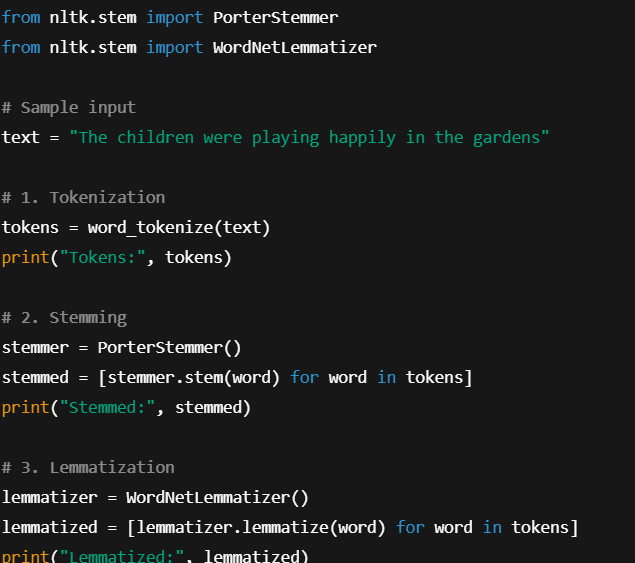 from nltk.stem import PorterStemmer
from nltk.stem import WordNetLemmatizer
# Sample input
text = "The children were playing happily in the gardens"
# 1. Tokenization
tokens = word_tokenize(text)
print("Tokens:", tokens)
# 2. Stemming
stemmer = PorterStemmer()
stemmed = [stemmer.stem(word) for word in tokens]
print("Stemmed:", stemmed)
# 3. Lemmatization
lemmatizer = WordNetLemmatizer()
lemmatized = [lemmatizer.lemmatize(word) for word in tokens]
print("Lemmatized:", lemmatized)